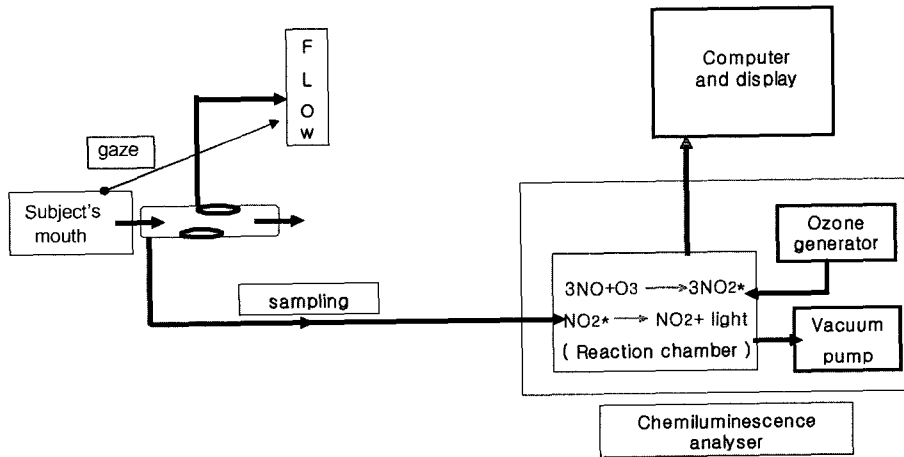 F
L
O
W
Computer
and display
gaze
Subject's
mouth
Ozone
generator
sampling
3NO+O3 → 3NO2*
NO2* → NO2+ light
( Reaction chamber )
Vacuum
pump
Chemiluminescence
analyser